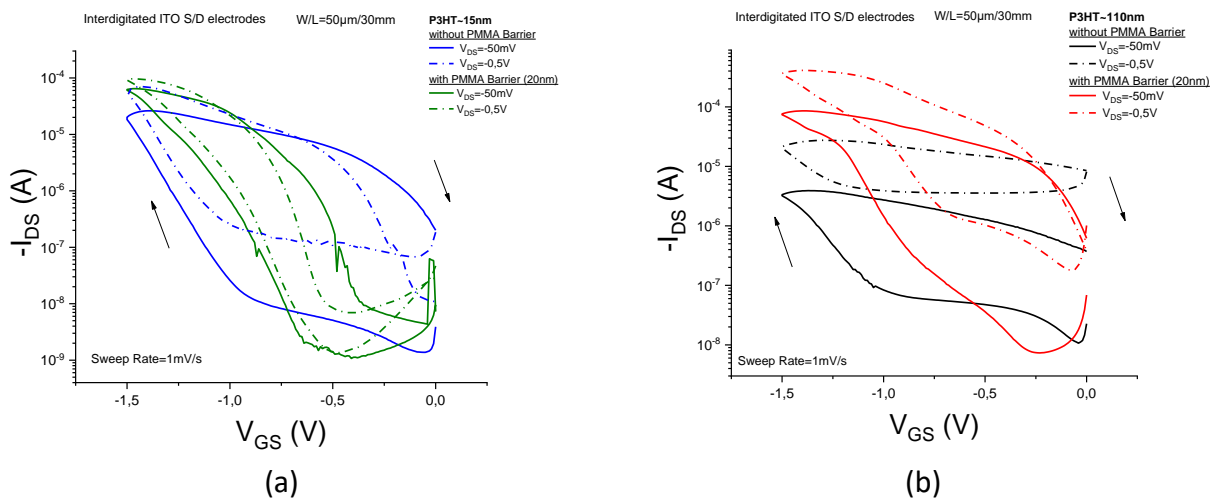 Interdigitated ITO S/D electrodes W/L=50µm/30mm
P3HT~15nm
without PMMA Barrier
V_DS=-50mV
V_DS=-0,5V
with PMMA Barrier (20nm)
V_DS=-50mV
V_DS=-0,5V
10⁻⁴
10⁻⁵
10⁻⁶
10⁻⁷
10⁻⁸
10⁻⁹
-I_DS (A)
Sweep Rate=1mV/s
-1,5 -1,0 -0,5 0,0
V_GS (V)
(a)
Interdigitated ITO S/D electrodes W/L=50µm/30mm
P3HT~110nm
without PMMA Barrier
V_DS=-50mV
V_DS=-0,5V
with PMMA Barrier (20nm)
V_DS=-50mV
V_DS=-0,5V
10⁻⁴
10⁻⁵
10⁻⁶
10⁻⁷
10⁻⁸
-I_DS (A)
Sweep Rate=1mV/s
-1,5 -1,0 -0,5 0,0
V_GS (V)
(b)